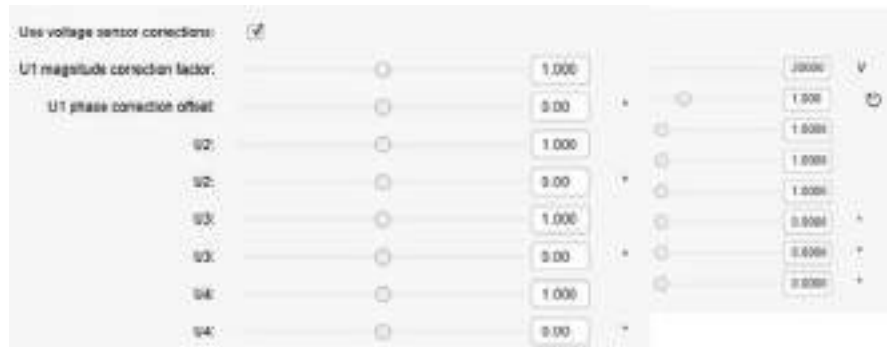 Use voltage sensor corrections:
U1 magnitude correction factor: 1.000
U1 phase correction offset: 0.00 °
U2: 1.000
U2: 0.00 °
U3: 1.000
U3: 0.00 °
U4: 1.000
U4: 0.00 °
V
1.000
1.0000
1.0000
1.0000
0.0000 °
0.0000 °
0.0000 °